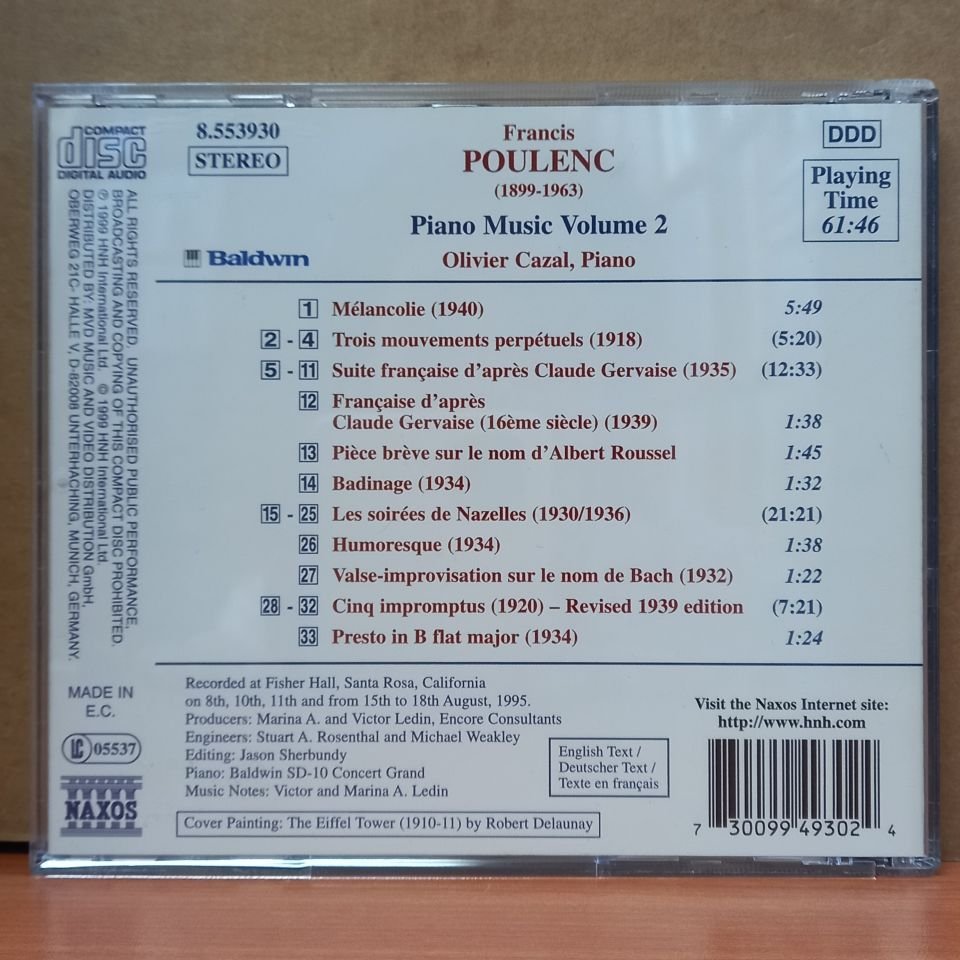 COMPACT
disc
DIGITAL AUDIO
8.553930
STEREO
Francis
POULENC
(1899-1963)
Piano Music Volume 2
Olivier Cazal, Piano
DDD
Playing
Time
61:46
Baldwin
1 Mélancolie (1940) 5:49
2 - 4 Trois mouvements perpétuels (1918) (5:20)
5 - 11 Suite française d'après Claude Gervaise (1935) (12:33)
12 Française d'après
Claude Gervaise (16ème siècle) (1939) 1:38
13 Pièce brève sur le nom d'Albert Roussel 1:45
14 Badinage (1934) 1:32
15 - 25 Les soirées de Nazelles (1930/1936) (21:21)
26 Humoresque (1934) 1:38
27 Valse-improvisation sur le nom de Bach (1932) 1:22
28 - 32 Cinq impromptus (1920) – Revised 1939 edition (7:21)
33 Presto in B flat major (1934) 1:24
ALL RIGHTS RESERVED. UNAUTHORISED PUBLIC PERFORMANCE,
BROADCASTING AND COPYING OF THIS COMPACT DISC PROHIBITED.
℗ 1999 HNH International Ltd. © 1999 HNH International Ltd.
DISTRIBUTED BY: MVD MUSIC AND VIDEO DISTRIBUTION GmbH,
OBERWEG 21C- HALLE V, D-82008 UNTERHACHING, MUNICH, GERMANY.
MADE IN
E.C.
LC 05537
NAXOS
Recorded at Fisher Hall, Santa Rosa, California
on 8th, 10th, 11th and from 15th to 18th August, 1995.
Producers: Marina A. and Victor Ledin, Encore Consultants
Engineers: Stuart A. Rosenthal and Michael Weakley
Editing: Jason Sherbundy
Piano: Baldwin SD-10 Concert Grand
Music Notes: Victor and Marina A. Ledin
Cover Painting: The Eiffel Tower (1910-11) by Robert Delaunay
English Text /
Deutscher Text /
Texte en français
Visit the Naxos Internet site:
http://www.hnh.com
7 30099 49302 4